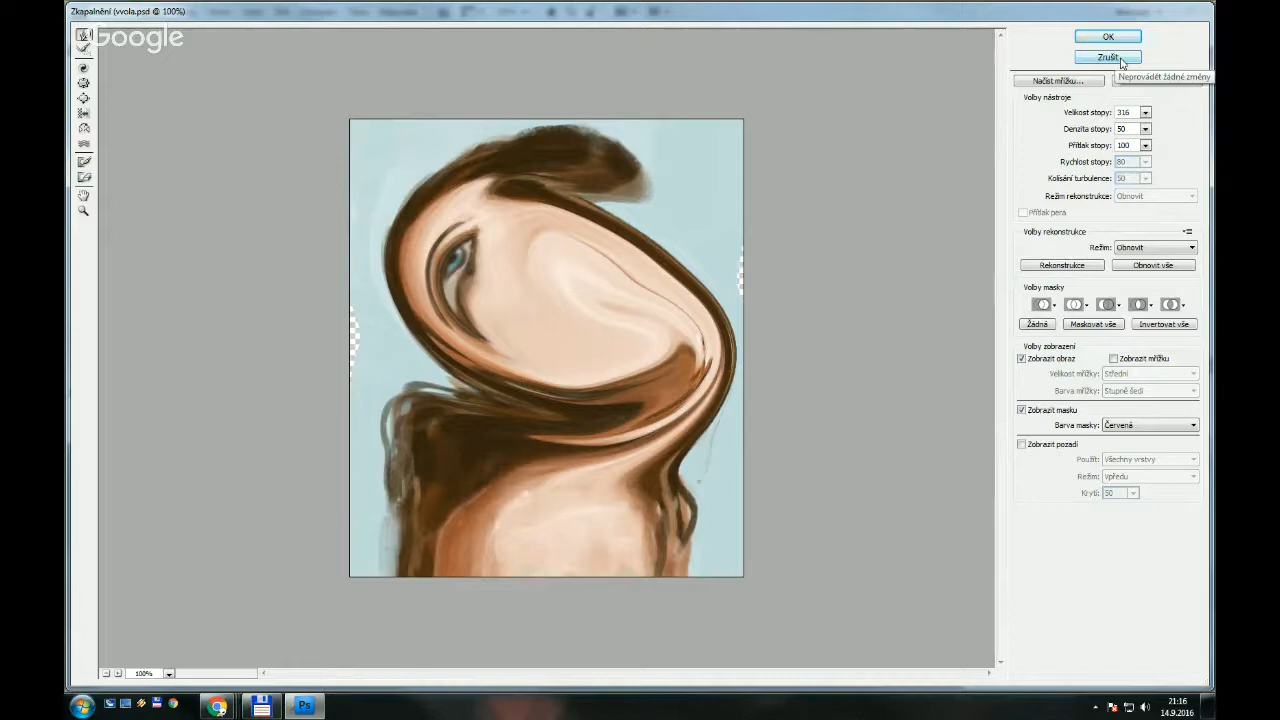 Zkapalnění (vvola.psd @ 100%)
Google
OK
Zrušit
Neprovádět žádné změny
Načíst mřížku...
Volby nástroje
Velikost stopy: 316
Denzita stopy: 50
Přítlak stopy: 100
Rychlost stopy: 80
Kolísání turbulence: 50
Režim rekonstrukce: Obnovit
Přítlak pera
Volby rekonstrukce
Režim: Obnovit
Rekonstrukce Obnovit vše
Volby masky
Žádná Maskovat vše Invertovat vše
Volby zobrazení
Zobrazit obraz Zobrazit mřížku
Velikost mřížky: Střední
Barva mřížky: Stupně šedi
Zobrazit masku
Barva masky: Červená
Zobrazit pozadí
Použít: Všechny vrstvy
Režim: Vpředu
Krytí: 50
100%
Ps
21:16
14.9.2016